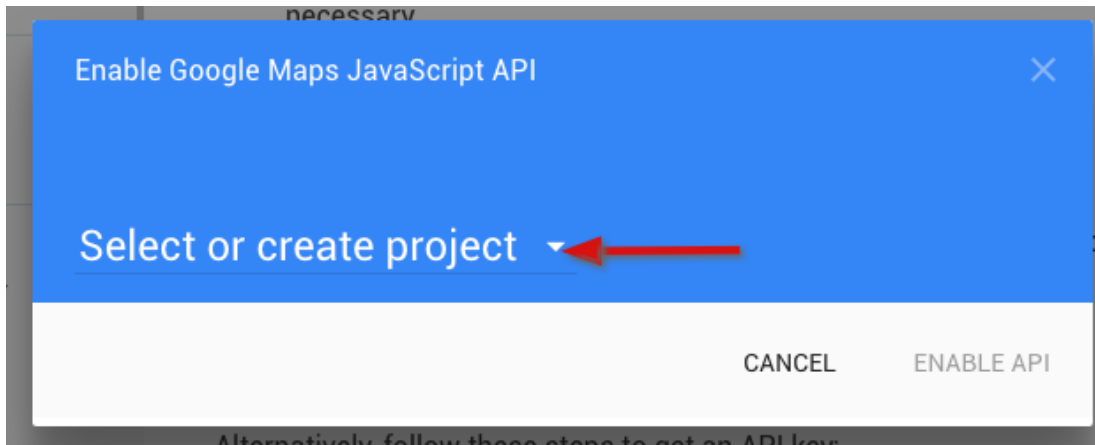 necessary
Enable Google Maps JavaScript API
Select or create project
CANCEL ENABLE API
Alternatively, follow these steps to get an API key: